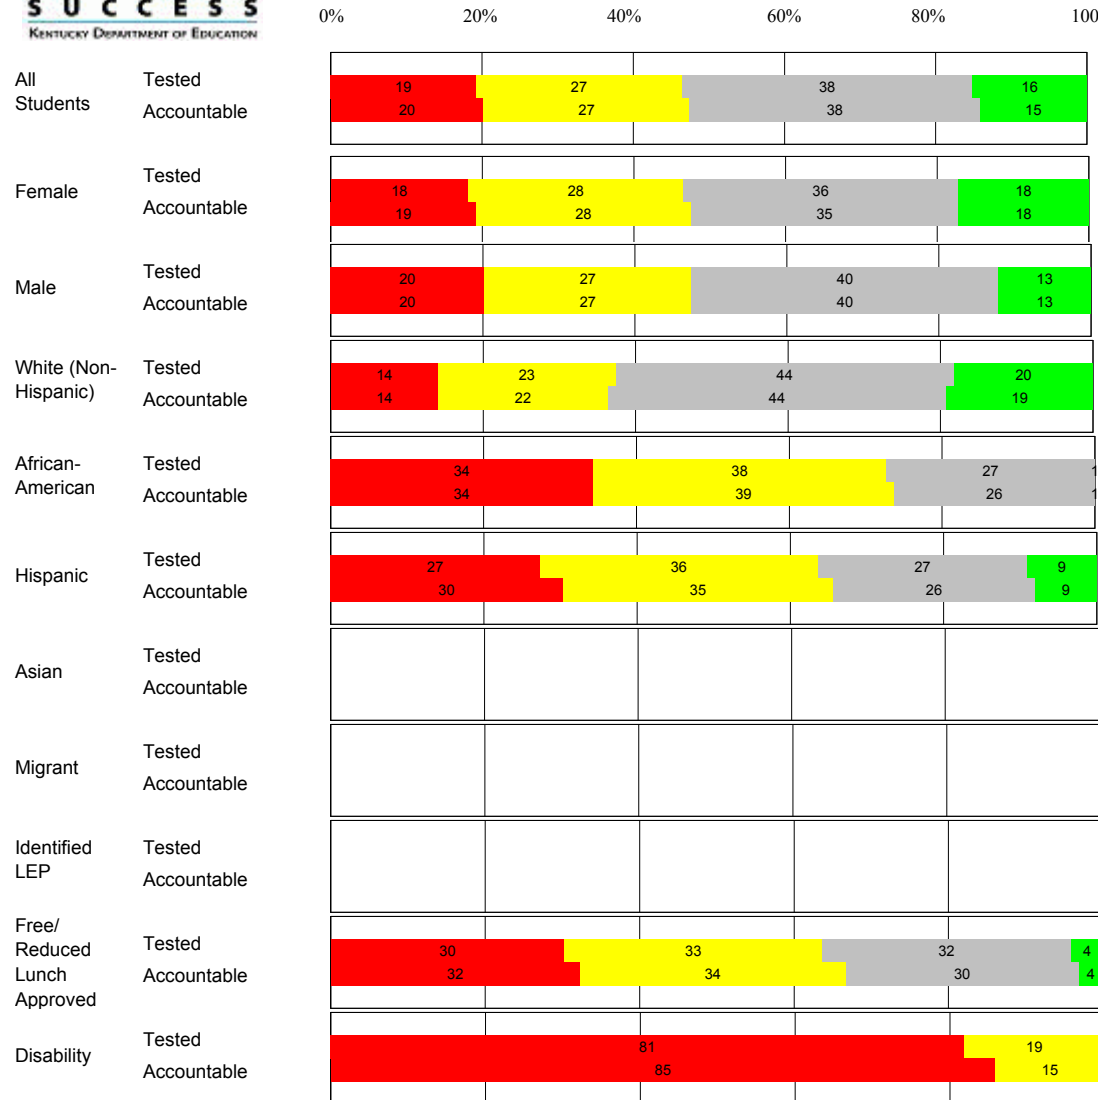 SUCCESS
KENTUCKY DEPARTMENT OF EDUCATION
0% 20% 40% 60% 80% 100
All Students
Tested 19 27 38 16
Accountable 20 27 38 15
Female
Tested 18 28 36 18
Accountable 19 28 35 18
Male
Tested 20 27 40 13
Accountable 20 27 40 13
White (Non-
Hispanic)
Tested 14 23 44 20
Accountable 14 22 44 19
African-
American
Tested 34 38 27 1
Accountable 34 39 26 1
Hispanic
Tested 27 36 27 9
Accountable 30 35 26 9
Asian
Tested
Accountable
Migrant
Tested
Accountable
Identified
LEP
Tested
Accountable
Free/
Reduced
Lunch
Approved
Tested 30 33 32 4
Accountable 32 34 30 4
Disability
Tested 81 19
Accountable 85 15